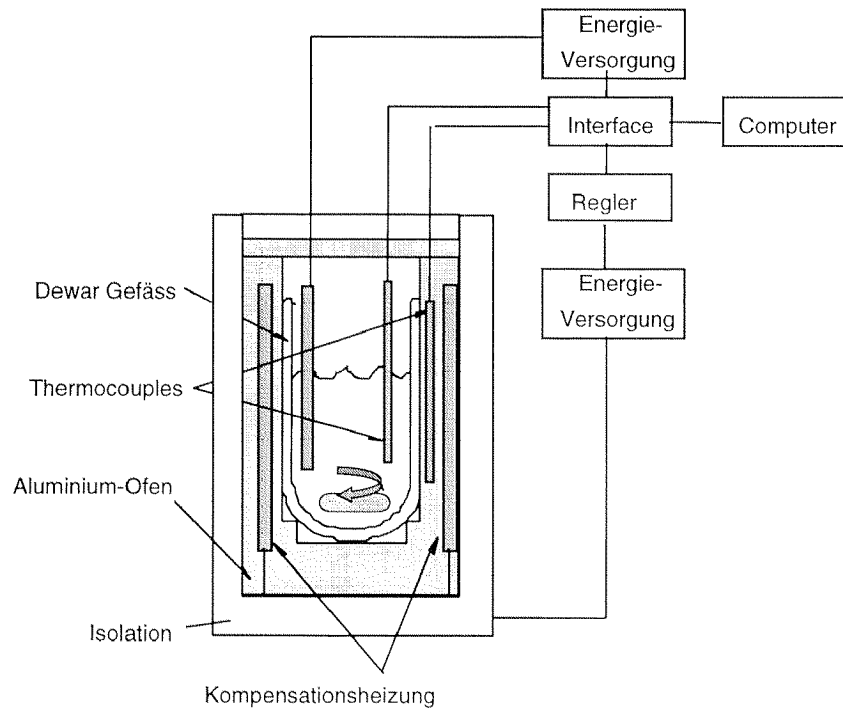 Energie-
Versorgung
Interface
Computer
Regler
Energie-
Versorgung
Dewar Gefäss
Thermocouples
Aluminium-Ofen
Isolation
Kompensationsheizung